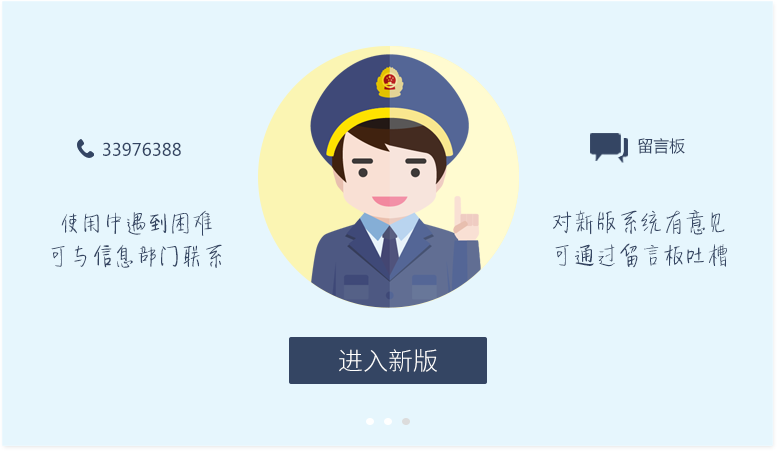 33976388
使用中遇到困难
可与信息部门联系
留言板
对新版系统有意见
可通过留言板吐槽
进入新版